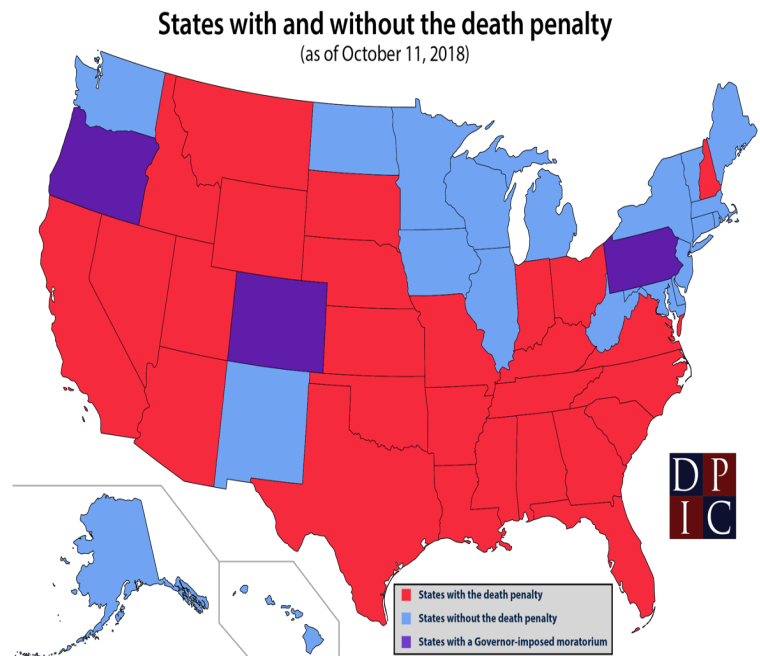 States with and without the death penalty
(as of October 11, 2018)
D P
I C
States with the death penalty
States without the death penalty
States with a Governor-imposed moratorium